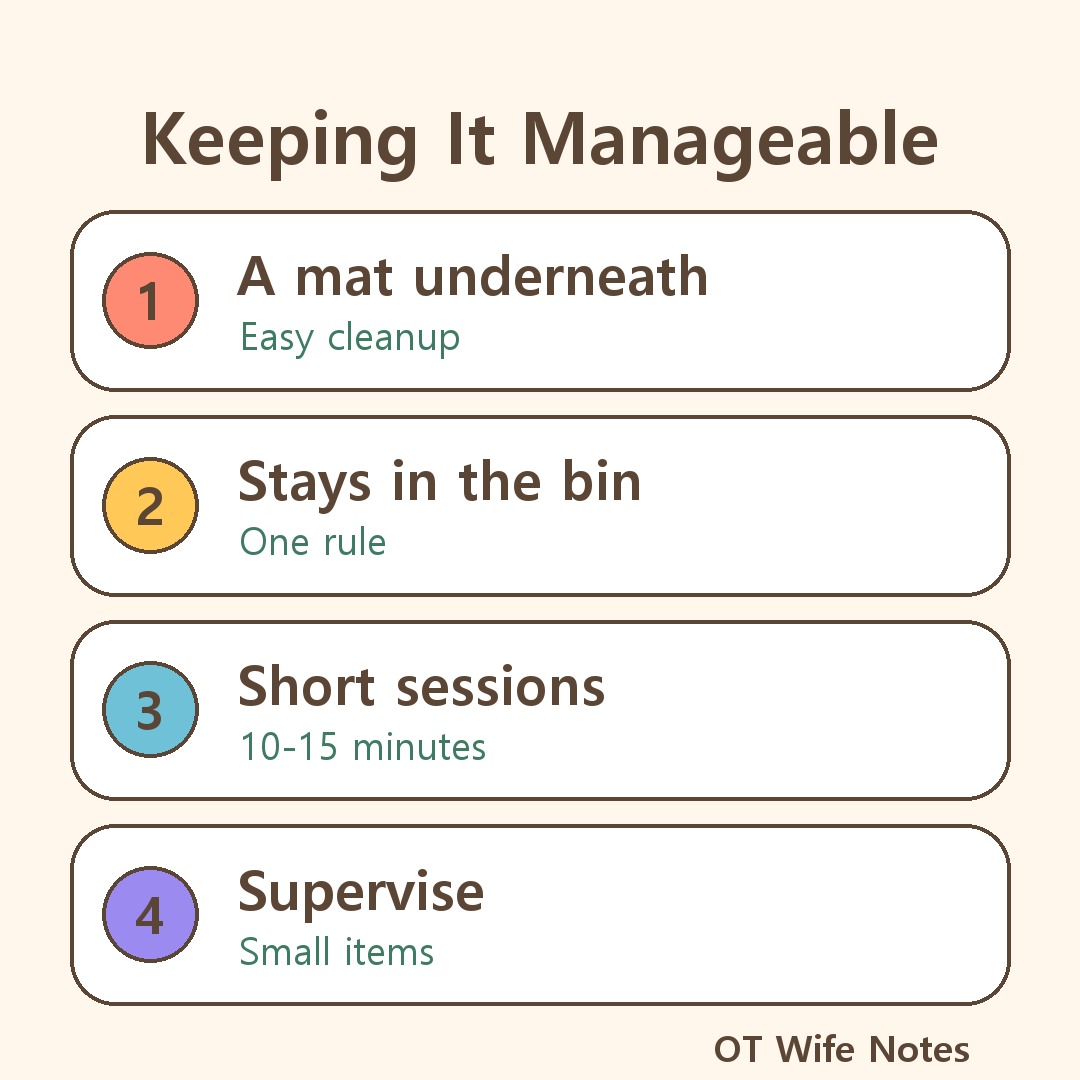 Keeping It Manageable
1
A mat underneath
Easy cleanup
2
Stays in the bin
One rule
3
Short sessions
10-15 minutes
4
Supervise
Small items
OT Wife Notes